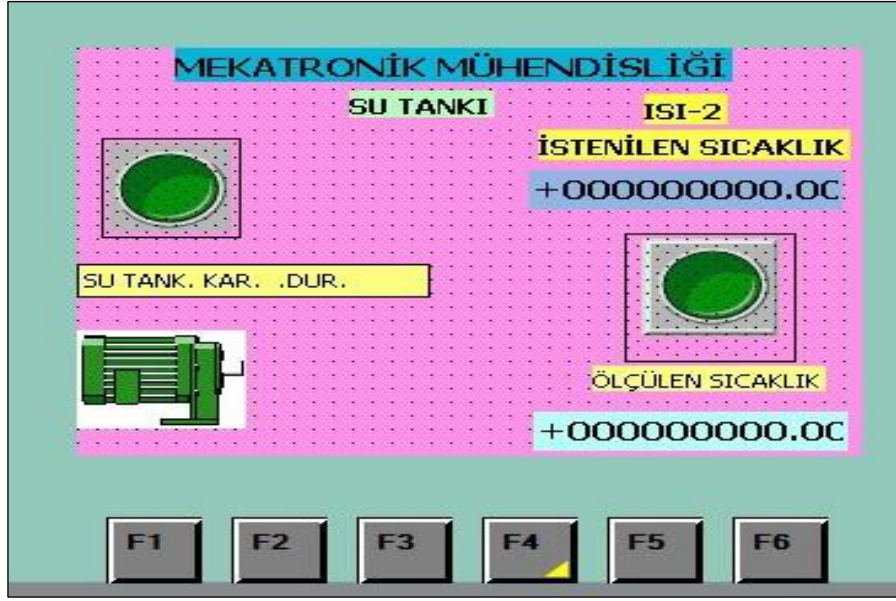 MEKATRONİK MÜHENDİSLİĞİ
SU TANKI
ISI-2
İSTENİLEN SICAKLIK
+000000000.0C
SU TANK. KAR. .DUR.
ÖLÇÜLEN SICAKLIK
+000000000.0C
F1 F2 F3 F4 F5 F6